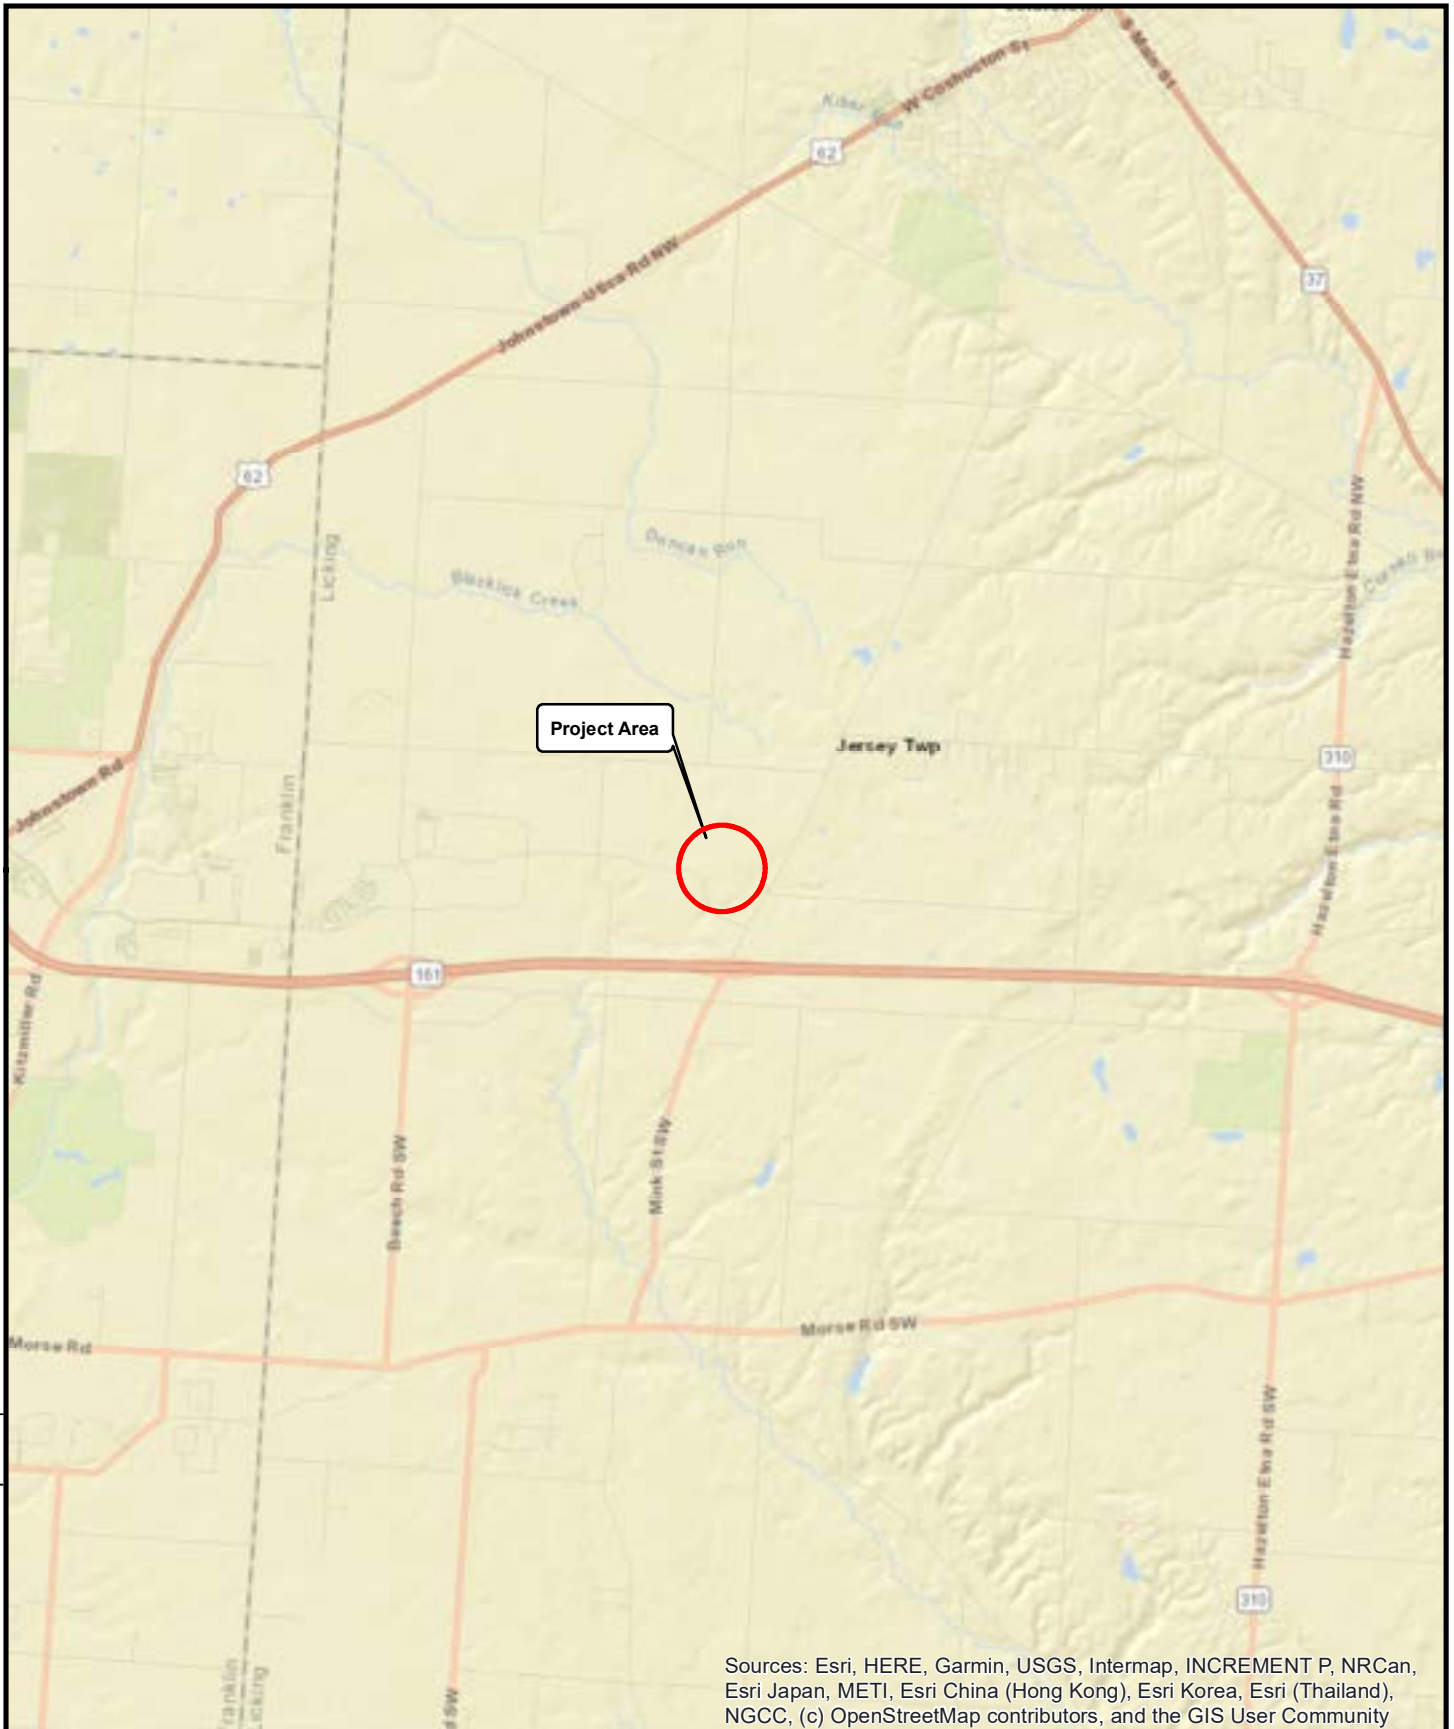 S Main St
W Coshocton St
Kiber Run
62
Johnstown-Utica Rd NW
37
62
Hazelton Etna Rd NW
Licking
Duncan Run
Blacklick Creek
Project Area
Jersey Twp
310
Johnstown Rd
Franklin
Hazelton Etna Rd
161
Kitzmiller Rd
Mink St SW
Beech Rd SW
Morse Rd SW
Morse Rd
Hazelton Etna Rd SW
310
Franklin
Licking
Sources: Esri, HERE, Garmin, USGS, Intermap, INCREMENT P, NRCan,
Esri Japan, METI, Esri China (Hong Kong), Esri Korea, Esri (Thailand),
NGCC, (c) OpenStreetMap contributors, and the GIS User Community